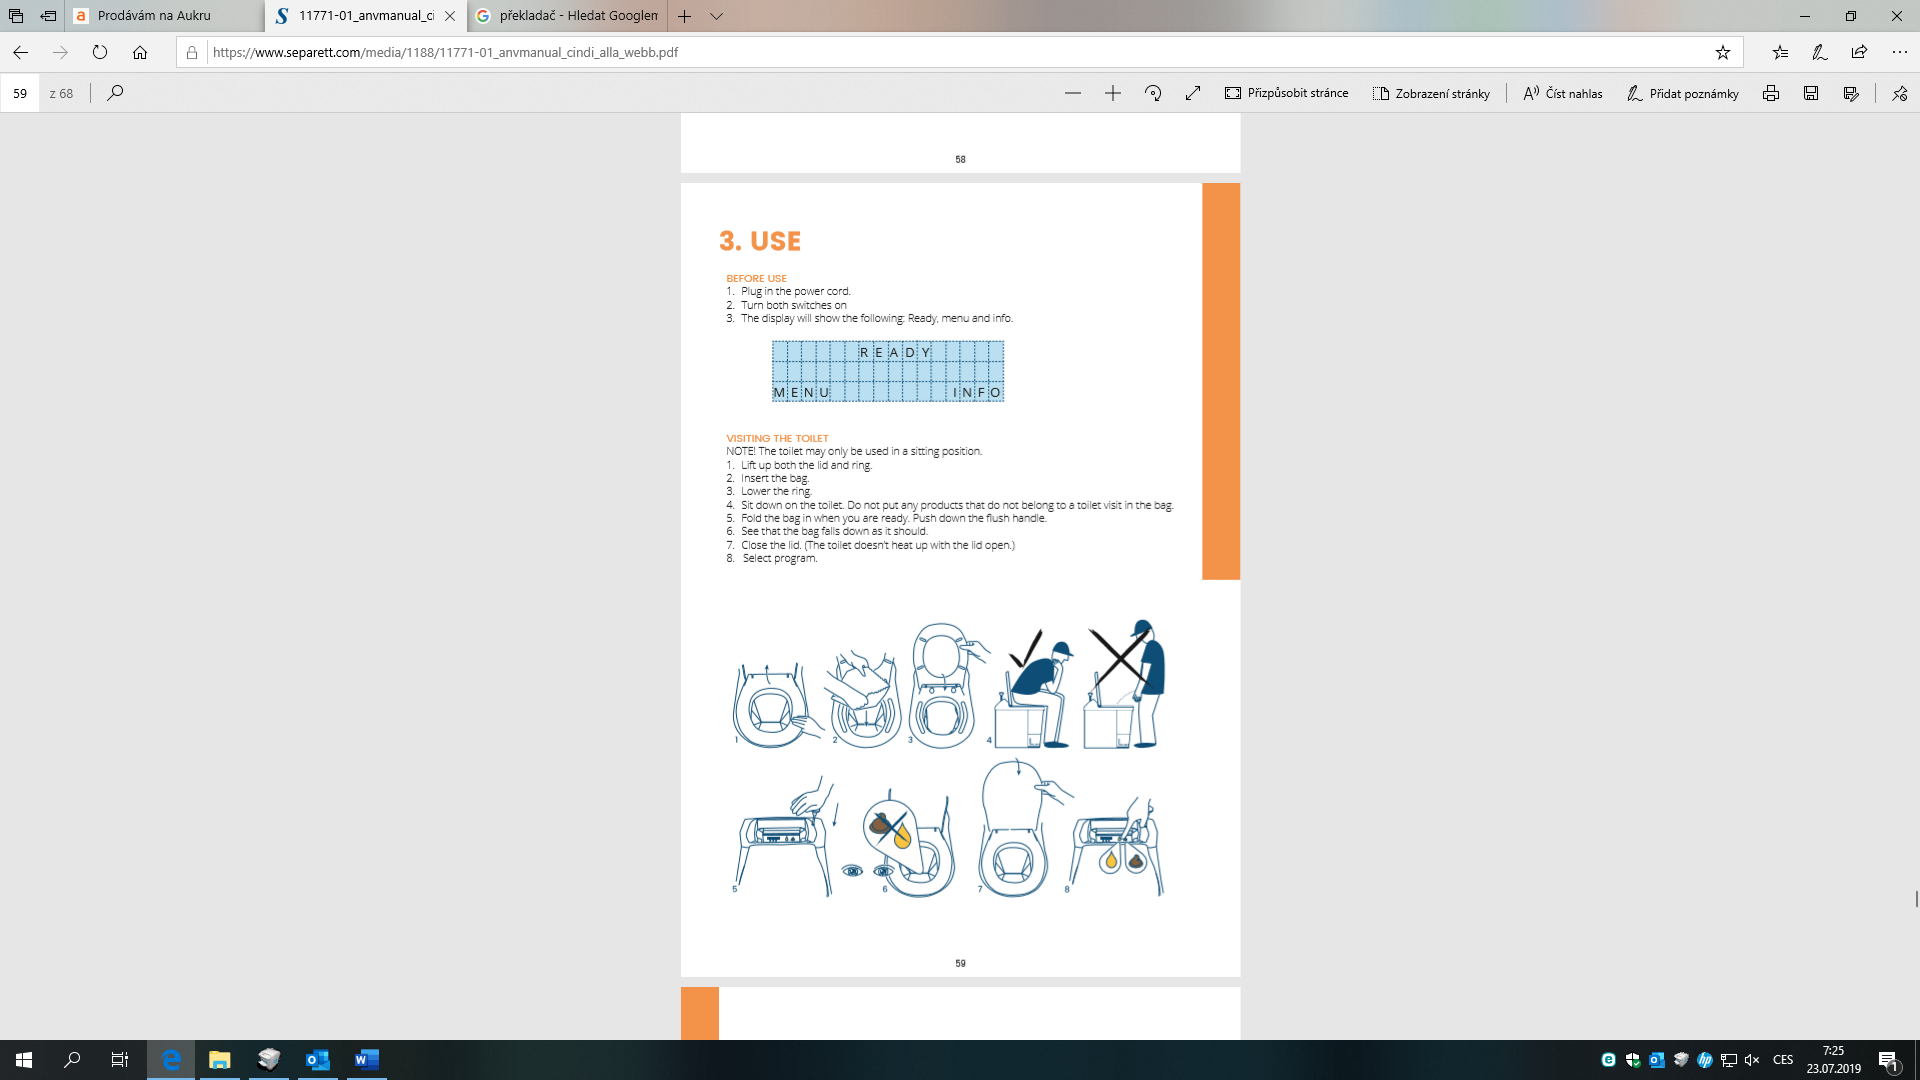 Prodávám na Aukru
11771-01_anvmanual_ci
překladač - Hledat Googlem
https://www.separett.com/media/1188/11771-01_anvmanual_cindi_alla_webb.pdf
59 z 68
Přizpůsobit stránce
Zobrazení stránky
Číst nahlas
Přidat poznámky
58
3. USE
BEFORE USE
1. Plug in the power cord.
2. Turn both switches on
3. The display will show the following: Ready, menu and info.
READY
MENU INFO
VISITING THE TOILET
NOTE! The toilet may only be used in a sitting position.
1. Lift up both the lid and ring.
2. Insert the bag.
3. Lower the ring.
4. Sit down on the toilet. Do not put any products that do not belong to a toilet visit in the bag.
5. Fold the bag in when you are ready. Push down the flush handle.
6. See that the bag falls down as it should.
7. Close the lid. (The toilet doesn't heat up with the lid open.)
8. Select program.
1
2
3
4
5
6
7
8
59
CES
7:25
23.07.2019
1